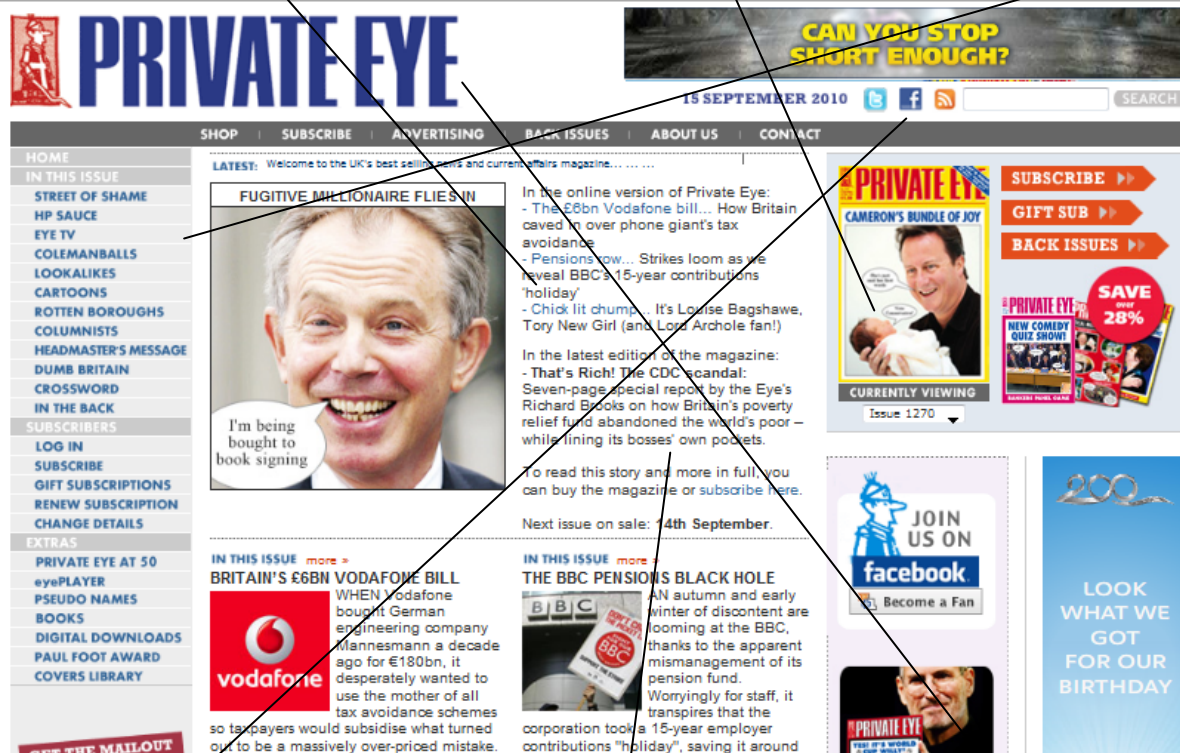 PRIVATE EYE
CAN YOU STOP
SHORT ENOUGH?
15 SEPTEMBER 2010
SEARCH
SHOP | SUBSCRIBE | ADVERTISING | BACK ISSUES | ABOUT US | CONTACT
HOME
IN THIS ISSUE
STREET OF SHAME
HP SAUCE
EYE TV
COLEMANBALLS
LOOKALIKES
CARTOONS
ROTTEN BOROUGHS
COLUMNISTS
HEADMASTER'S MESSAGE
DUMB BRITAIN
CROSSWORD
IN THE BACK
SUBSCRIBERS
LOG IN
SUBSCRIBE
GIFT SUBSCRIPTIONS
RENEW SUBSCRIPTION
CHANGE DETAILS
EXTRAS
PRIVATE EYE AT 50
eyePLAYER
PSEUDO NAMES
BOOKS
DIGITAL DOWNLOADS
PAUL FOOT AWARD
COVERS LIBRARY
GET THE MAILOUT
LATEST: Welcome to the UK's best selling news and current affairs magazine... ... ...
FUGITIVE MILLIONAIRE FLIES IN
I'm being
bought to
book signing
In the online version of Private Eye:
- The £6bn Vodafone bill... How Britain
caved in over phone giant's tax
avoidance
- Pensions row... Strikes loom as we
reveal BBC's 15-year contributions
'holiday'
- Chick lit chump... It's Louise Bagshawe,
Tory New Girl (and Lord Archole fan!)
In the latest edition of the magazine:
- That's Rich! The CDC scandal:
Seven-page special report by the Eye's
Richard Brooks on how Britain's poverty
relief fund abandoned the world's poor –
while lining its bosses' own pockets.
To read this story and more in full, you
can buy the magazine or subscribe here.
Next issue on sale: 14th September.
IN THIS ISSUE more »
BRITAIN'S £6BN VODAFONE BILL
vodafone
WHEN Vodafone
bought German
engineering company
Mannesmann a decade
ago for €180bn, it
desperately wanted to
use the mother of all
tax avoidance schemes
so taxpayers would subsidise what turned
out to be a massively over-priced mistake.
IN THIS ISSUE more »
THE BBC PENSIONS BLACK HOLE
BBC
BBC
AN autumn and early
winter of discontent are
looming at the BBC,
thanks to the apparent
mismanagement of its
pension fund.
Worryingly for staff, it
transpires that the
corporation took a 15-year employer
contributions "holiday", saving it around
PRIVATE EYE
CAMERON'S BUNDLE OF JOY
CURRENTLY VIEWING
Issue 1270
SUBSCRIBE
GIFT SUB
BACK ISSUES
PRIVATE EYE
NEW COMEDY
QUIZ SHOW!
SAVE
over
28%
JOIN
US ON
facebook
Become a Fan
PRIVATE EYE
200
LOOK
WHAT WE
GOT
FOR OUR
BIRTHDAY